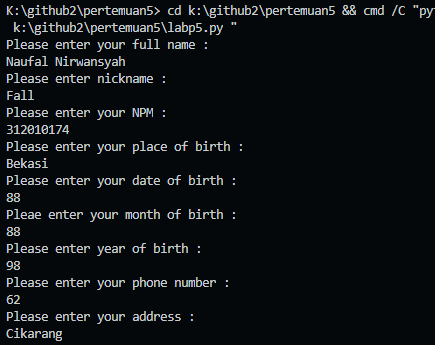 K:\github2\pertemuan5> cd k:\github2\pertemuan5 && cmd /C "py
k:\github2\pertemuan5\labp5.py "
Please enter your full name :
Naufal Nirwansyah
Please enter nickname :
Fall
Please enter your NPM :
312010174
Please enter your place of birth :
Bekasi
Please enter your date of birth :
88
Pleae enter your month of birth :
88
Please enter year of birth :
98
Please enter your phone number :
62
Please enter your address :
Cikarang